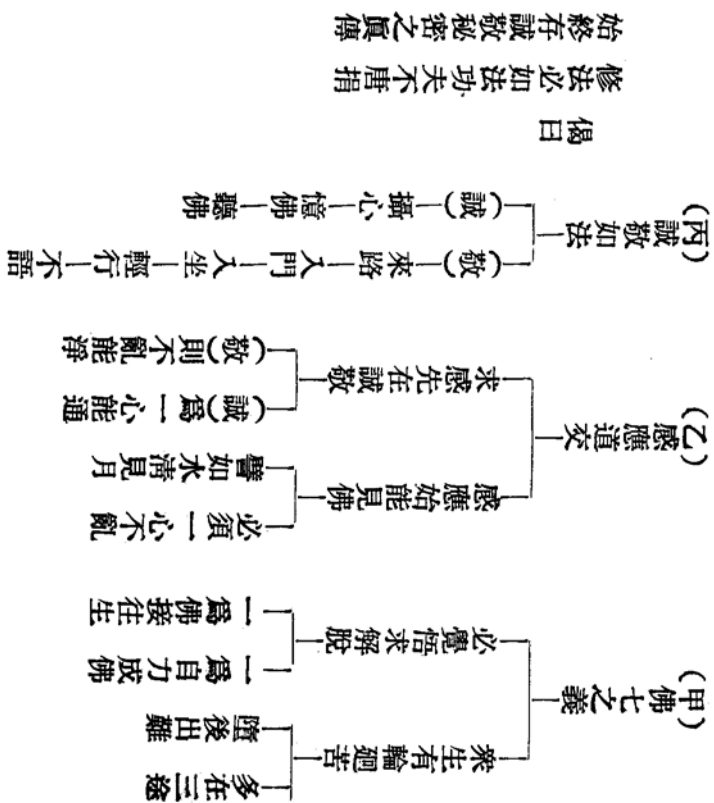 (甲)佛七之義
衆生有輪廻苦
多在三途
墮後出難
必覺悟求解脫
一爲自力成佛
一爲佛接往生
(乙)感應道交
感應始能見佛
必須一心不亂
譬如水清見月
求感先在誠敬
(誠)爲一心能通
(敬)則不亂能淨
(丙)誠敬如法
(敬)—來路—入門—入坐—輕行—不語
(誠)—攝心—憶佛—聽佛
偈曰
修法必如法功夫不唐捐
始終存誠敬秘密之眞傳